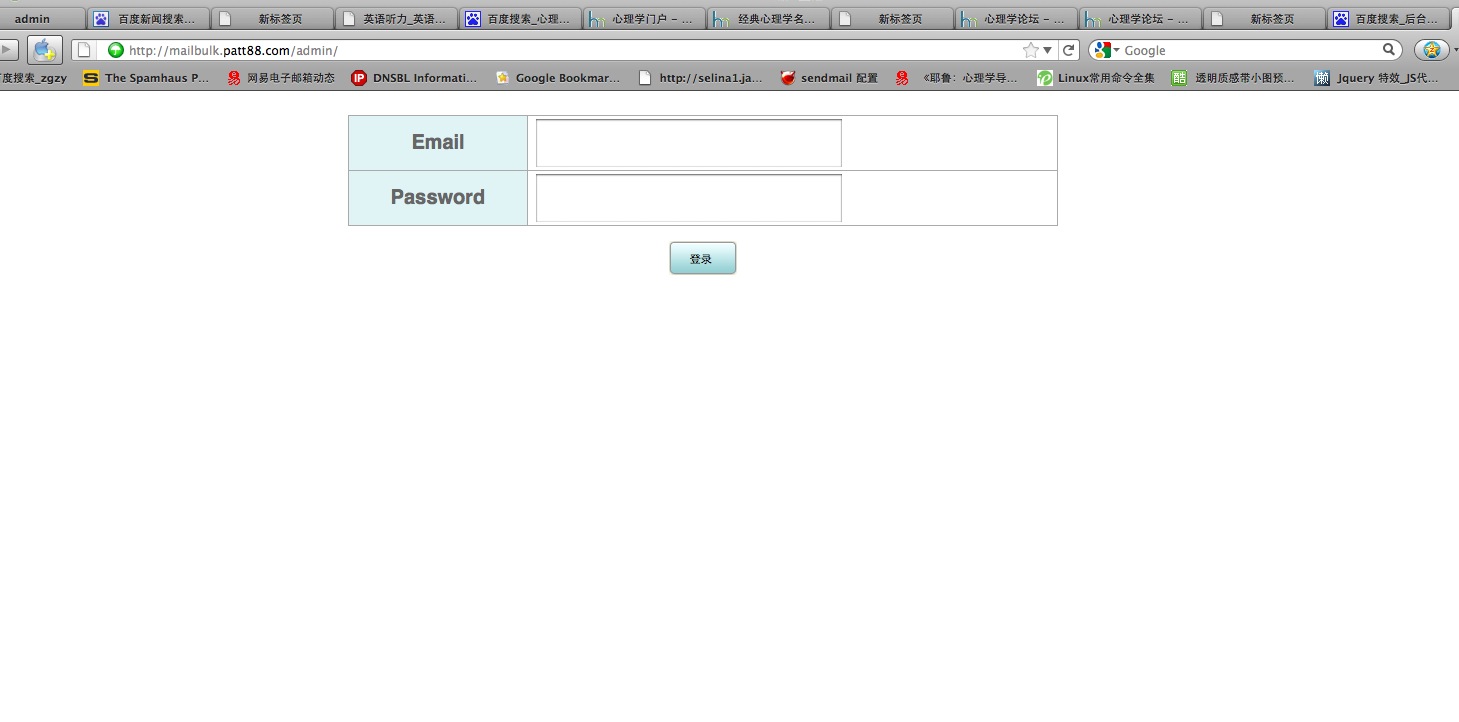 admin 百度新闻搜索... 新标签页 英语听力_英语... 百度搜索_心理... 心理学门户 – ... 经典心理学名... 新标签页 心理学论坛 – ... 心理学论坛 – ... 新标签页 百度搜索_后台...
http://mailbulk.patt88.com/admin/ Google
度搜索_zgzy The Spamhaus P... 网易电子邮箱动态 DNSBL Informati... Google Bookmar... http://selina1.ja... sendmail 配置 《耶鲁：心理学导... Linux常用命令全集 透明质感带小图预... Jquery 特效_JS代...
Email
Password
登录